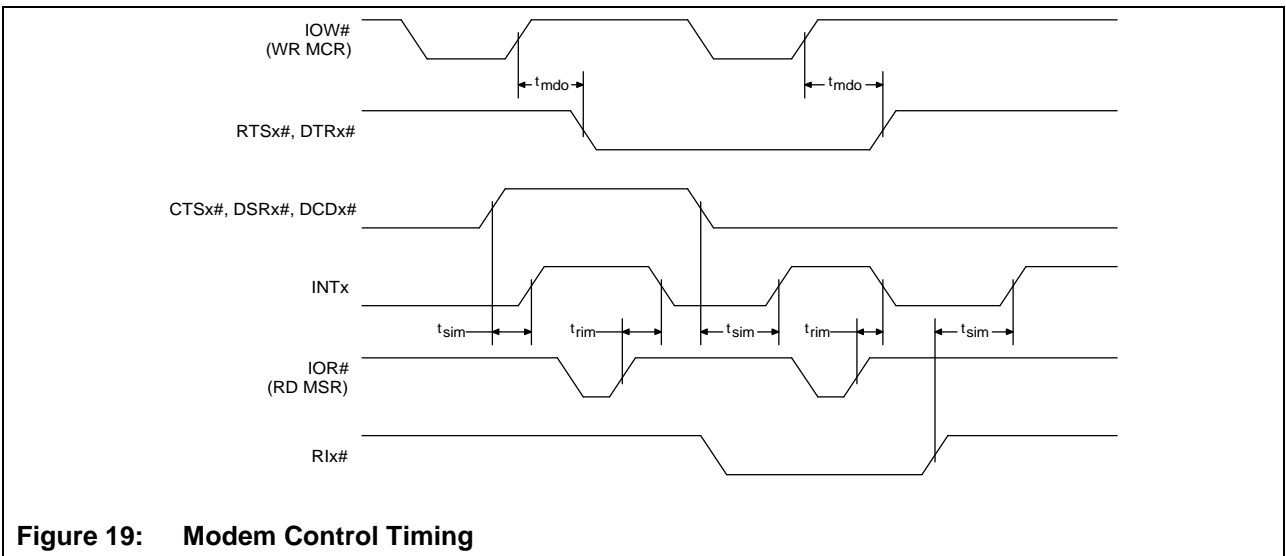 IOW#
(WR MCR)
tmdo
tmdo
RTSx#, DTRx#
CTSx#, DSRx#, DCDx#
INTx
tsim
trim
tsim
trim
tsim
IOR#
(RD MSR)
RIx#
Figure 19: Modem Control Timing